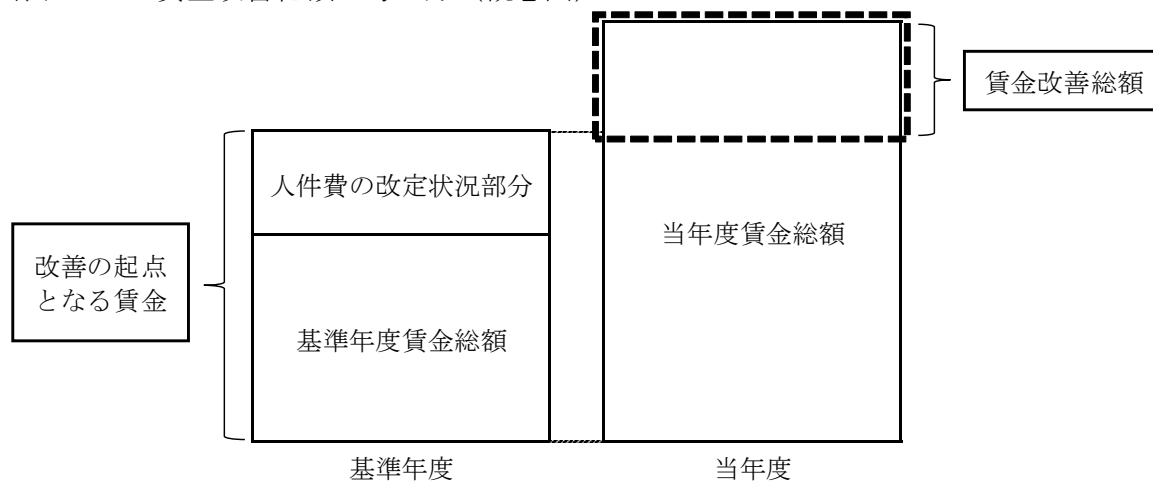 賃金改善総額
人件費の改定状況部分
当年度賃金総額
改善の起点
となる賃金
基準年度賃金総額
基準年度
当年度